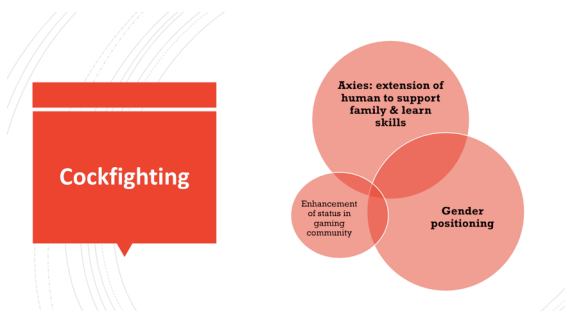 Cockfighting
Axies: extension of
human to support
family & learn
skills
Enhancement
of status in
gaming
community
Gender
positioning